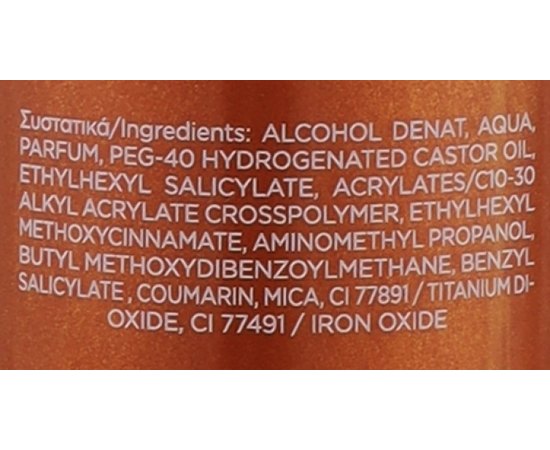 Συστατικά/Ingredients: ALCOHOL DENAT, AQUA,
PARFUM, PEG-40 HYDROGENATED CASTOR OIL,
ETHYLHEXYL SALICYLATE, ACRYLATES/C10-30
ALKYL ACRYLATE CROSSPOLYMER, ETHYLHEXYL
METHOXYCINNAMATE, AMINOMETHYL PROPANOL,
BUTYL METHOXYDIBENZOYLMETHANE, BENZYL
SALICYLATE , COUMARIN, MICA, CI 77891 / TITANIUM DI-
OXIDE, CI 77491 / IRON OXIDE